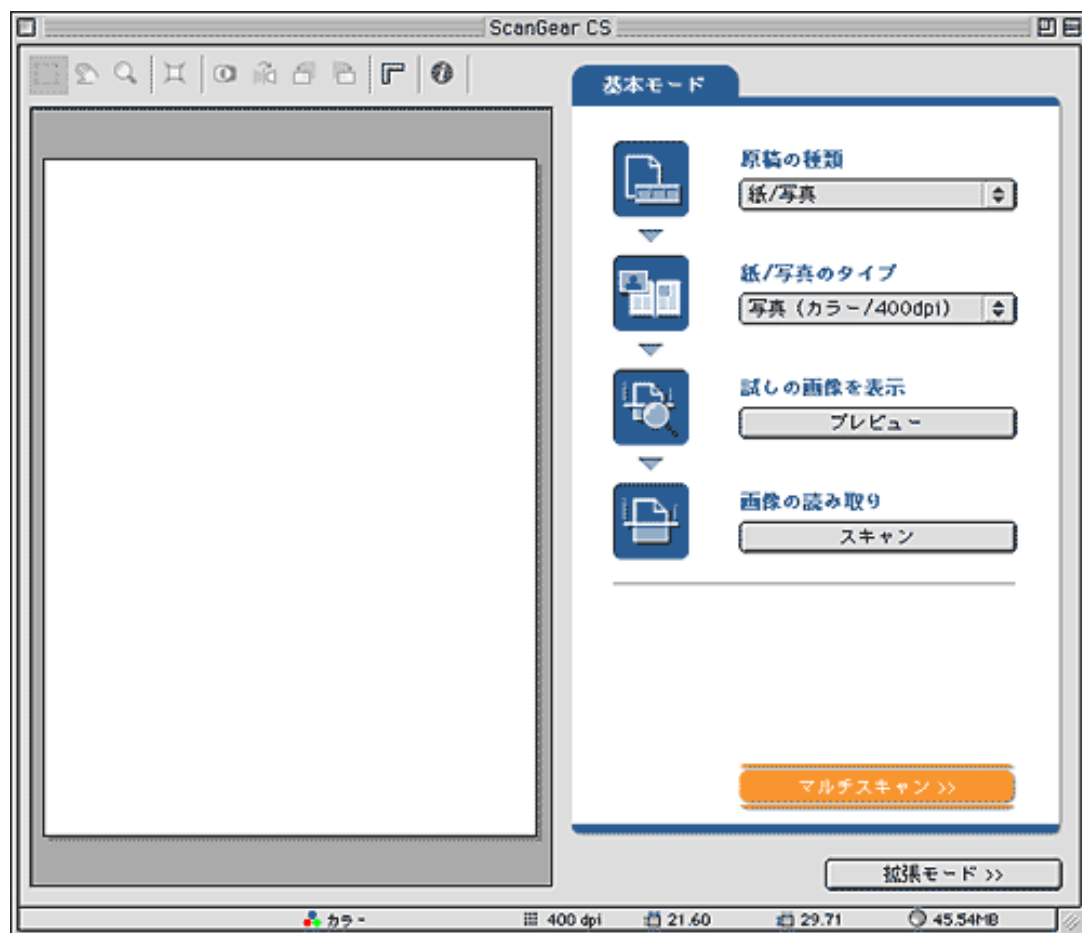 ScanGear CS
基本モード
原稿の種類
紙/写真
紙/写真のタイプ
写真 (カラー/400dpi)
試しの画像を表示
プレビュー
画像の読み取り
スキャン
マルチスキャン >>
拡張モード >>
カラー 400 dpi 21.60 29.71 45.54MB